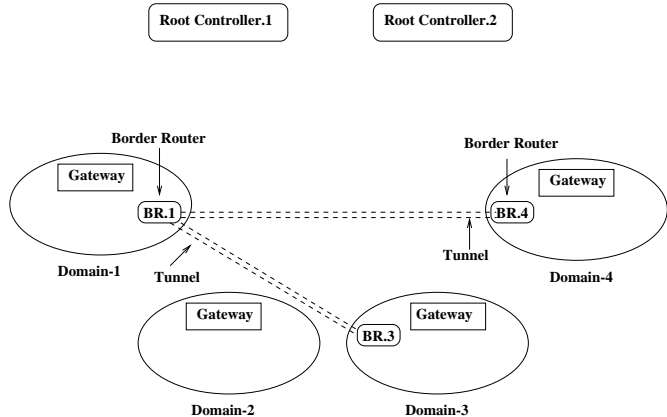 Root Controller.1
Root Controller.2
Border Router
Border Router
Gateway
Gateway
BR.1
BR.4
Tunnel
Domain-1
Tunnel
Domain-4
Gateway
Gateway
BR.3
Domain-2
Domain-3